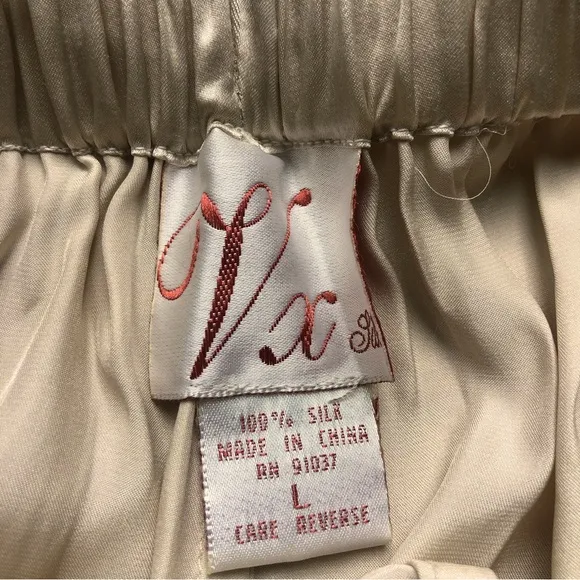 Vx
100% SILK
MADE IN CHINA
RN 91037
L
CARE REVERSE